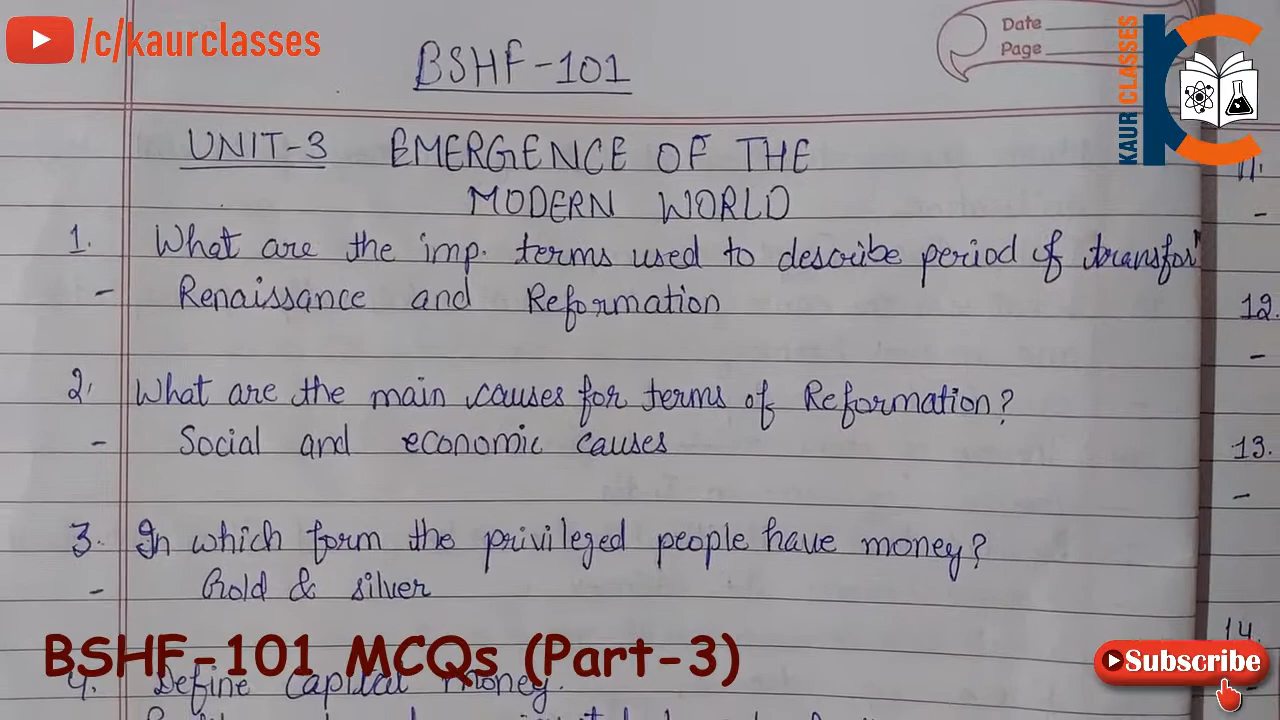 /c/kaurclasses
Date
Page
KAUR CLASSES
BSHF-101
UNIT-3 EMERGENCE OF THE
MODERN WORLD
11.
1. What are the imp. terms used to describe period of transforⁿ
- Renaissance and Reformation
12.
2. What are the main causes for terms of Reformation?
- Social and economic causes
13.
3. In which form the privileged people have money?
- Gold & silver
14.
BSHF-101 MCQs (Part-3)
Subscribe
4. Define capital money.